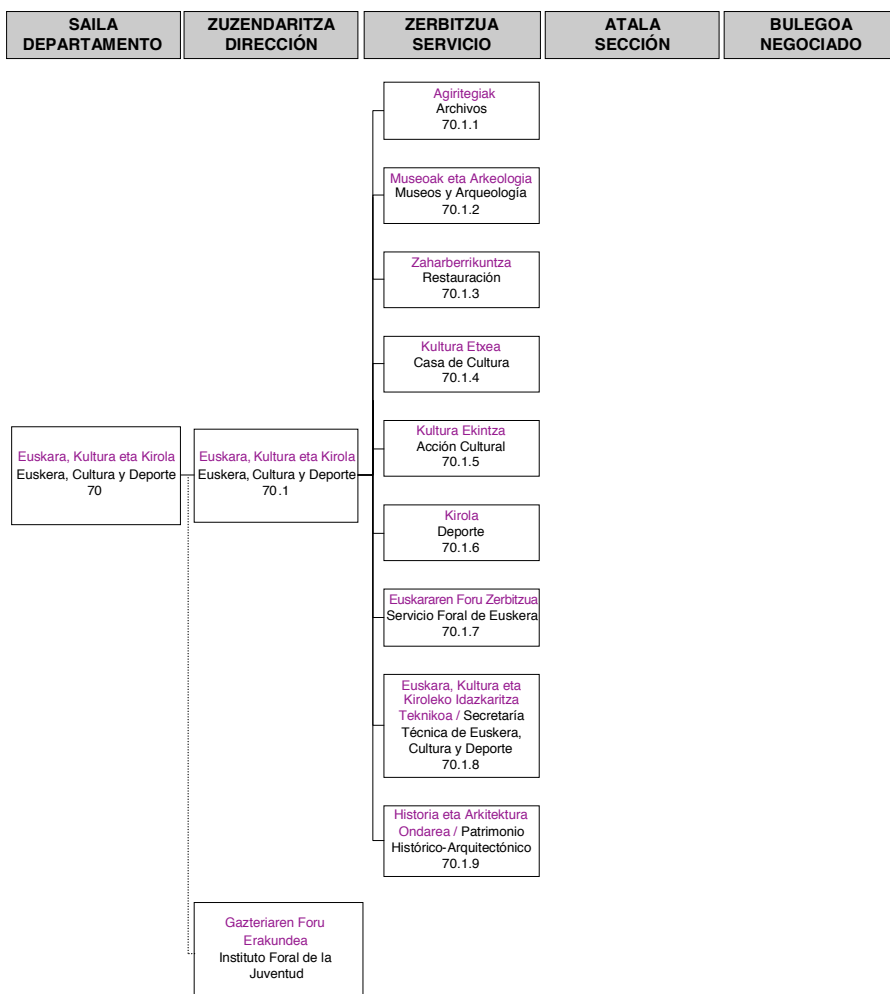 SAILA
DEPARTAMENTO
ZUZENDARITZA
DIRECCIÓN
ZERBITZUA
SERVICIO
ATALA
SECCIÓN
BULEGOA
NEGOCIADO
Agiritegiak
Archivos
70.1.1
Museoak eta Arkeologia
Museos y Arqueología
70.1.2
Zaharberrikuntza
Restauración
70.1.3
Kultura Etxea
Casa de Cultura
70.1.4
Euskara, Kultura eta Kirola
Euskera, Cultura y Deporte
70
Euskara, Kultura eta Kirola
Euskera, Cultura y Deporte
70.1
Kultura Ekintza
Acción Cultural
70.1.5
Kirola
Deporte
70.1.6
Euskararen Foru Zerbitzua
Servicio Foral de Euskera
70.1.7
Euskara, Kultura eta
Kiroleko Idazkaritza
Teknikoa / Secretaría
Técnica de Euskera,
Cultura y Deporte
70.1.8
Historia eta Arkitektura
Ondarea / Patrimonio
Histórico-Arquitectónico
70.1.9
Gazteriaren Foru
Erakundea
Instituto Foral de la
Juventud